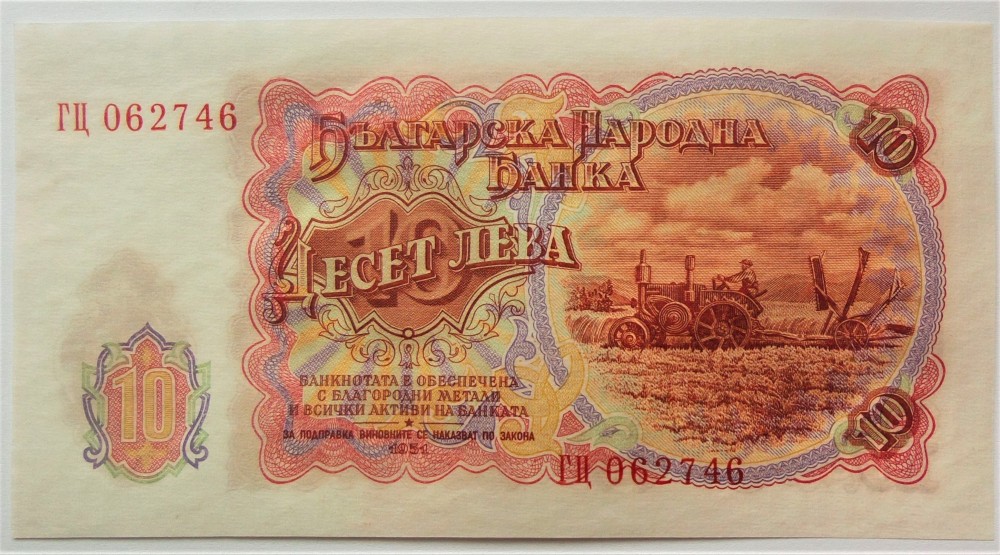 ГЦ 062746
Българска Народна
Банка
10
10
Десет лева
БАНКНОТАТА Е ОБЕЗПЕЧЕНА
С БЛАГОРОДНИ МЕТАЛИ
И ВСИЧКИ АКТИВИ НА БАНКАТА
ЗА ПОДПРАВКА ВИНОВНИТЕ СЕ НАКАЗВАТ ПО ЗАКОНА
1951
10
10
ГЦ 062746